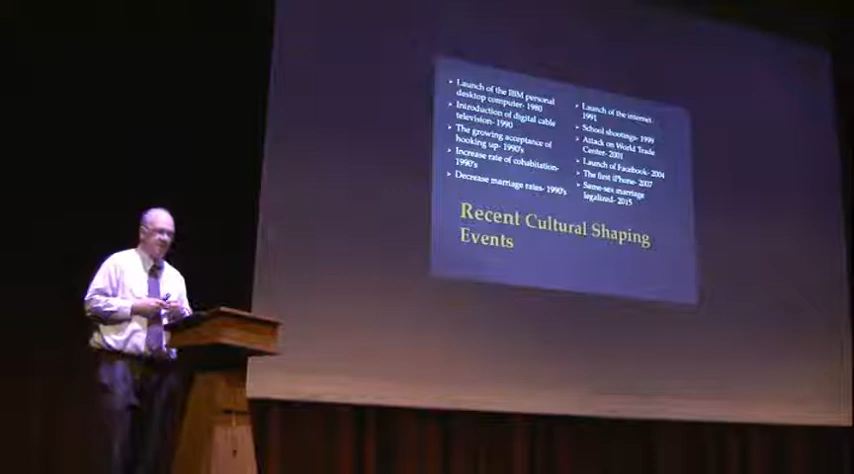 ➤ Launch of the IBM personal
desktop computer- 1980
➤ Introduction of digital cable
television- 1990
➤ The growing acceptance of
hooking up- 1990's
➤ Increase rate of cohabitation-
1990's
➤ Decrease marriage rates- 1990's
➤ Launch of the internet
1991
➤ School shootings- 1999
➤ Attack on World Trade
Center- 2001
➤ Launch of Facebook- 2004
➤ The first iPhone- 2007
➤ Same-sex marriage
legalized- 2015
Recent Cultural Shaping
Events